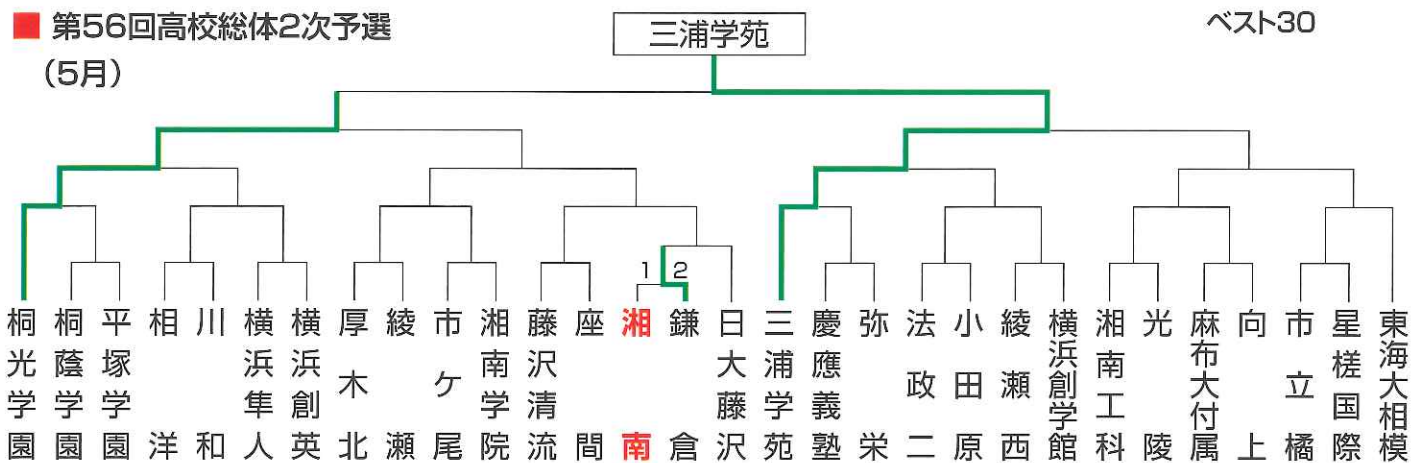 ■ 第56回高校総体2次予選
(5月)
三浦学苑
ベスト30
1 2
桐光学園
桐蔭学園
平塚学園
相洋
川和
横浜隼人
横浜創英
厚木北
綾瀬
市ケ尾
湘南学院
藤沢清流
座間
湘南
鎌倉
日大藤沢
三浦学苑
慶應義塾
弥栄
法政二
小田原
綾瀬西
横浜創学館
湘南工科
光陵
麻布大付属
向上
市立橘
星槎国際
東海大相模